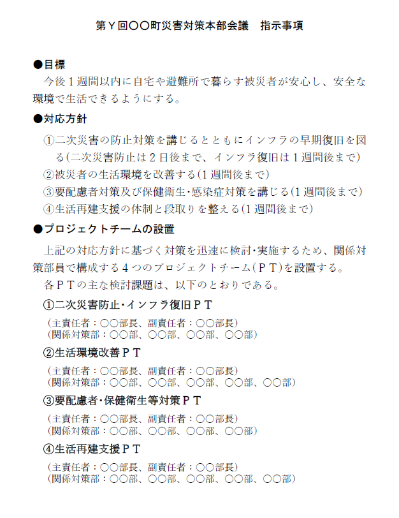 第Y回〇〇町災害対策本部会議　指示事項
●目標
今後１週間以内に自宅や避難所で暮らす被災者が安心し、安全な
環境で生活できるようにする。
●対応方針
①二次災害の防止対策を講じるとともにインフラの早期復旧を図
る(二次災害防止は２日後まで、インフラ復旧は１週間後まで)
②被災者の生活環境を改善する(１週間後まで)
③要配慮者対策及び保健衛生･感染症対策を講じる(１週間後まで)
④生活再建支援の体制と段取りを整える(１週間後まで)
●プロジェクトチームの設置
上記の対応方針に基づく対策を迅速に検討･実施するため、関係対
策部員で構成する４つのプロジェクトチーム(ＰＴ)を設置する。
各ＰＴの主な検討課題は、以下のとおりである。
①二次災害防止･インフラ復旧ＰＴ
（主責任者：〇〇部長、副責任者：〇〇部長）
（関係対策部：〇〇部、〇〇部、〇〇部、〇〇部）
②生活環境改善ＰＴ
（主責任者：〇〇部長、副責任者：〇〇部長）
（関係対策部：〇〇部、〇〇部、〇〇部、〇〇部、〇〇部）
③要配慮者･保健衛生等対策ＰＴ
（主責任者：〇〇部長、副責任者：〇〇部長）
（関係対策部：〇〇部、〇〇部、〇〇部、〇〇部）
④生活再建支援ＰＴ
（主責任者：〇〇部長、副責任者：〇〇部長）
（関係対策部：〇〇部、〇〇部、〇〇部、〇〇部、〇〇部）